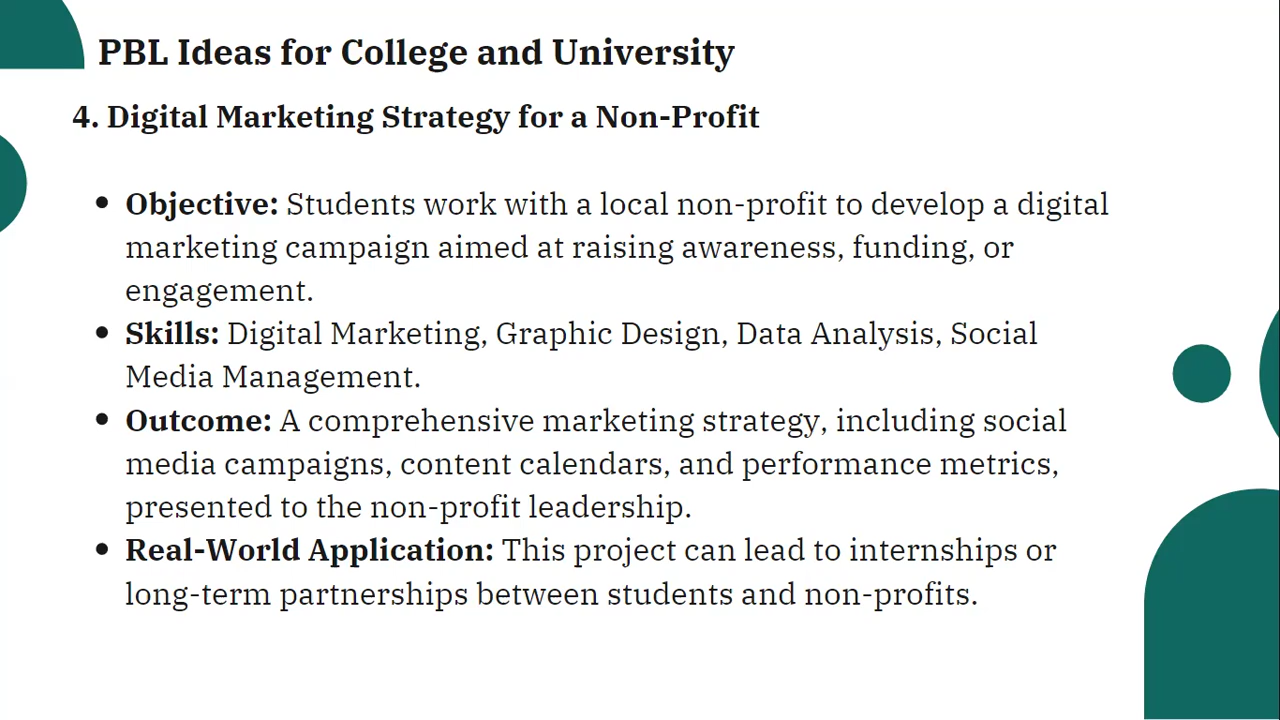 PBL Ideas for College and University
4. Digital Marketing Strategy for a Non-Profit
• Objective: Students work with a local non-profit to develop a digital
marketing campaign aimed at raising awareness, funding, or
engagement.
• Skills: Digital Marketing, Graphic Design, Data Analysis, Social
Media Management.
• Outcome: A comprehensive marketing strategy, including social
media campaigns, content calendars, and performance metrics,
presented to the non-profit leadership.
• Real-World Application: This project can lead to internships or
long-term partnerships between students and non-profits.